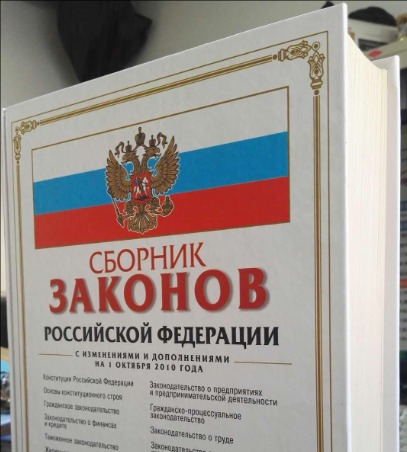 СБОРНИК
ЗАКОНОВ
РОССИЙСКОЙ ФЕДЕРАЦИИ
С ИЗМЕНЕНИЯМИ И ДОПОЛНЕНИЯМИ
НА 1 ОКТЯБРЯ 2010 ГОДА
Конституция Российской Федерации
Основы конституционного строя
Гражданское законодательство
Законодательство о финансах
и кредите
Таможенное законодательство
Законодательство о предприятиях
и предпринимательской деятельности
Гражданско-процессуальное
законодательство
Законодательство о труде